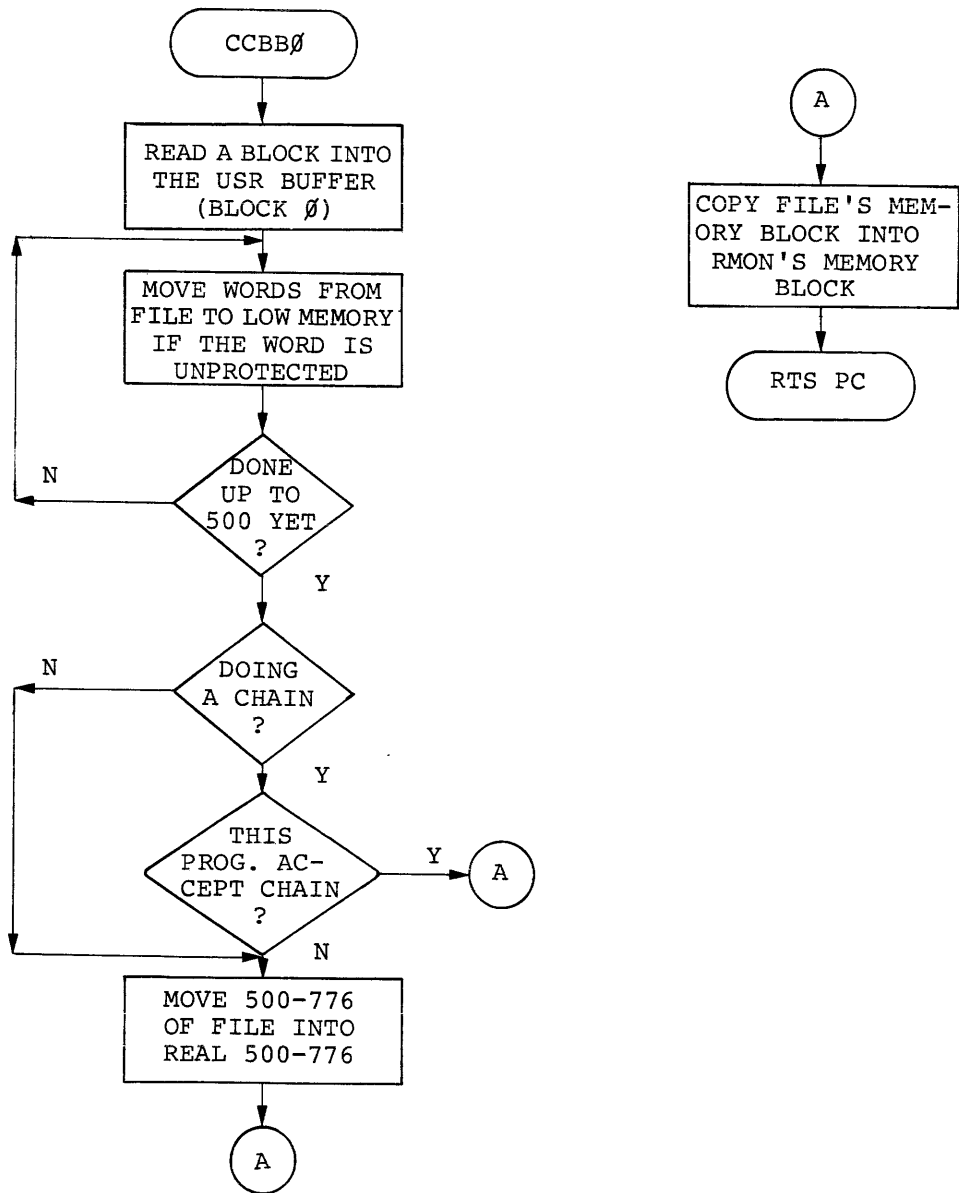 CCBBØ
READ A BLOCK INTO
THE USR BUFFER
(BLOCK Ø)
MOVE WORDS FROM
FILE TO LOW MEMORY
IF THE WORD IS
UNPROTECTED
DONE
UP TO
500 YET
?
N
Y
DOING
A CHAIN
?
N
Y
THIS
PROG. AC-
CEPT CHAIN
?
Y
A
N
MOVE 500-776
OF FILE INTO
REAL 500-776
A
A
COPY FILE'S MEM-
ORY BLOCK INTO
RMON'S MEMORY
BLOCK
RTS PC